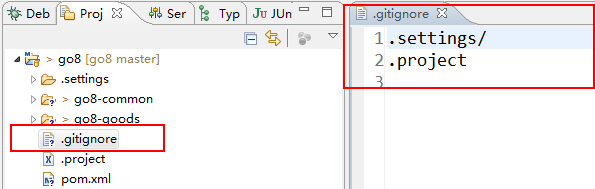 Deb Proj Ser Typ JUn
go8 [go8 master]
.settings
> go8-common
> go8-goods
.gitignore
.project
pom.xml
.gitignore
1 .settings/
2 .project
3